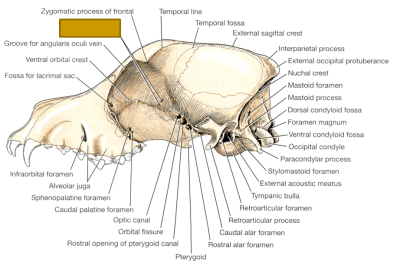 Zygomatic process of frontal
Temporal line
Temporal fossa
External sagittal crest
Groove for angularis oculi vein
Interparietal process
Ventral orbital crest
External occipital protuberance
Fossa for lacrimal sac
Nuchal crest
Mastoid foramen
Mastoid process
Dorsal condyloid fossa
Foramen magnum
Ventral condyloid fossa
Occipital condyle
Paracondylar process
Infraorbital foramen
Stylomastoid foramen
Alveolar juga
External acoustic meatus
Sphenopalatine foramen
Tympanic bulla
Caudal palatine foramen
Retroarticular foramen
Optic canal
Retroarticular process
Orbital fissure
Caudal alar foramen
Rostral opening of pterygoid canal
Rostral alar foramen
Pterygoid